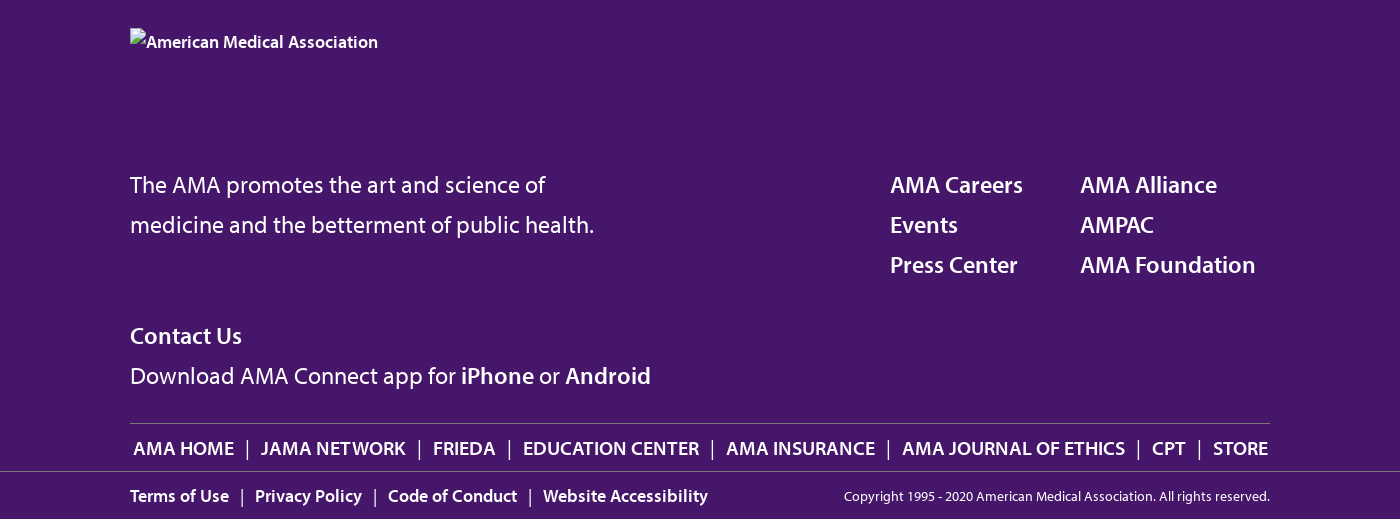 American Medical Association
The AMA promotes the art and science of
medicine and the betterment of public health.
AMA Careers
Events
Press Center
AMA Alliance
AMPAC
AMA Foundation
Contact Us
Download AMA Connect app for iPhone or Android
AMA HOME | JAMA NETWORK | FRIEDA | EDUCATION CENTER | AMA INSURANCE | AMA JOURNAL OF ETHICS | CPT | STORE
Terms of Use | Privacy Policy | Code of Conduct | Website Accessibility
Copyright 1995 - 2020 American Medical Association. All rights reserved.